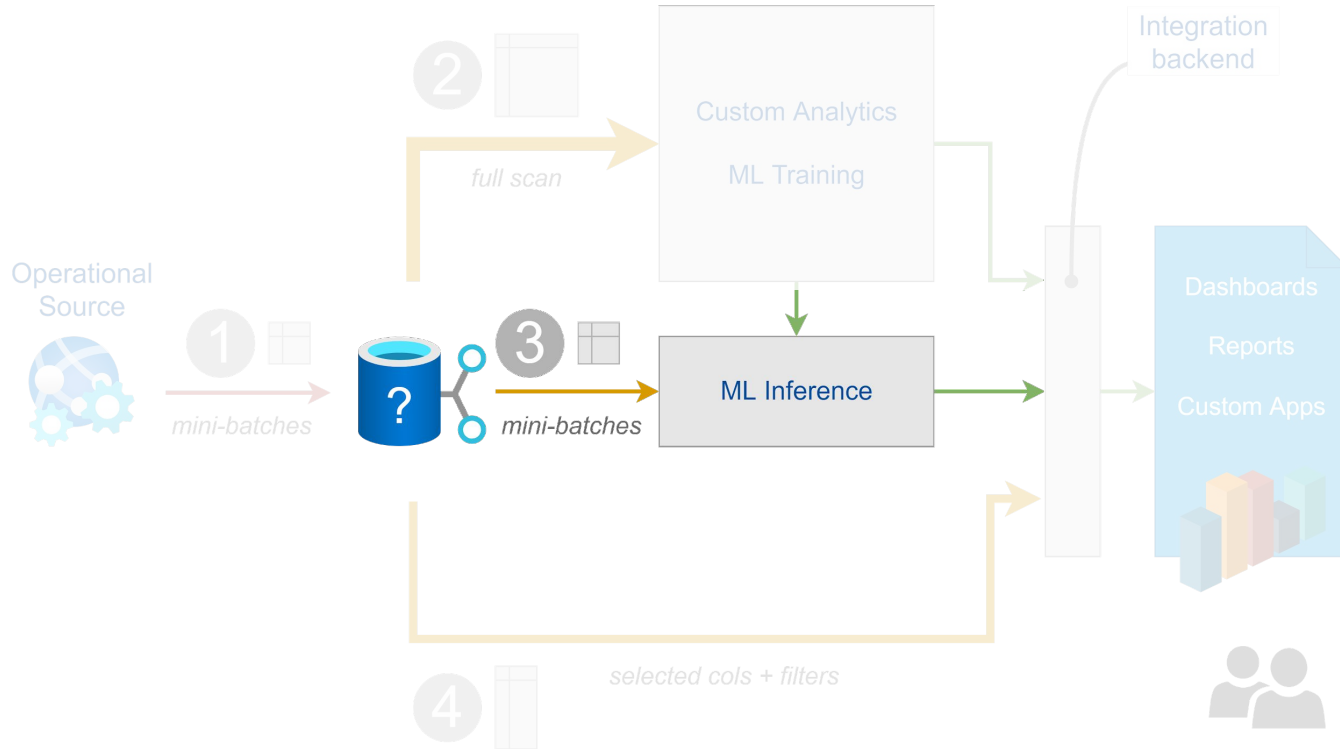 Integration
backend
2
Custom Analytics
ML Training
full scan
Operational
Source
1
mini-batches
?
3
mini-batches
ML Inference
Dashboards
Reports
Custom Apps
4
selected cols + filters